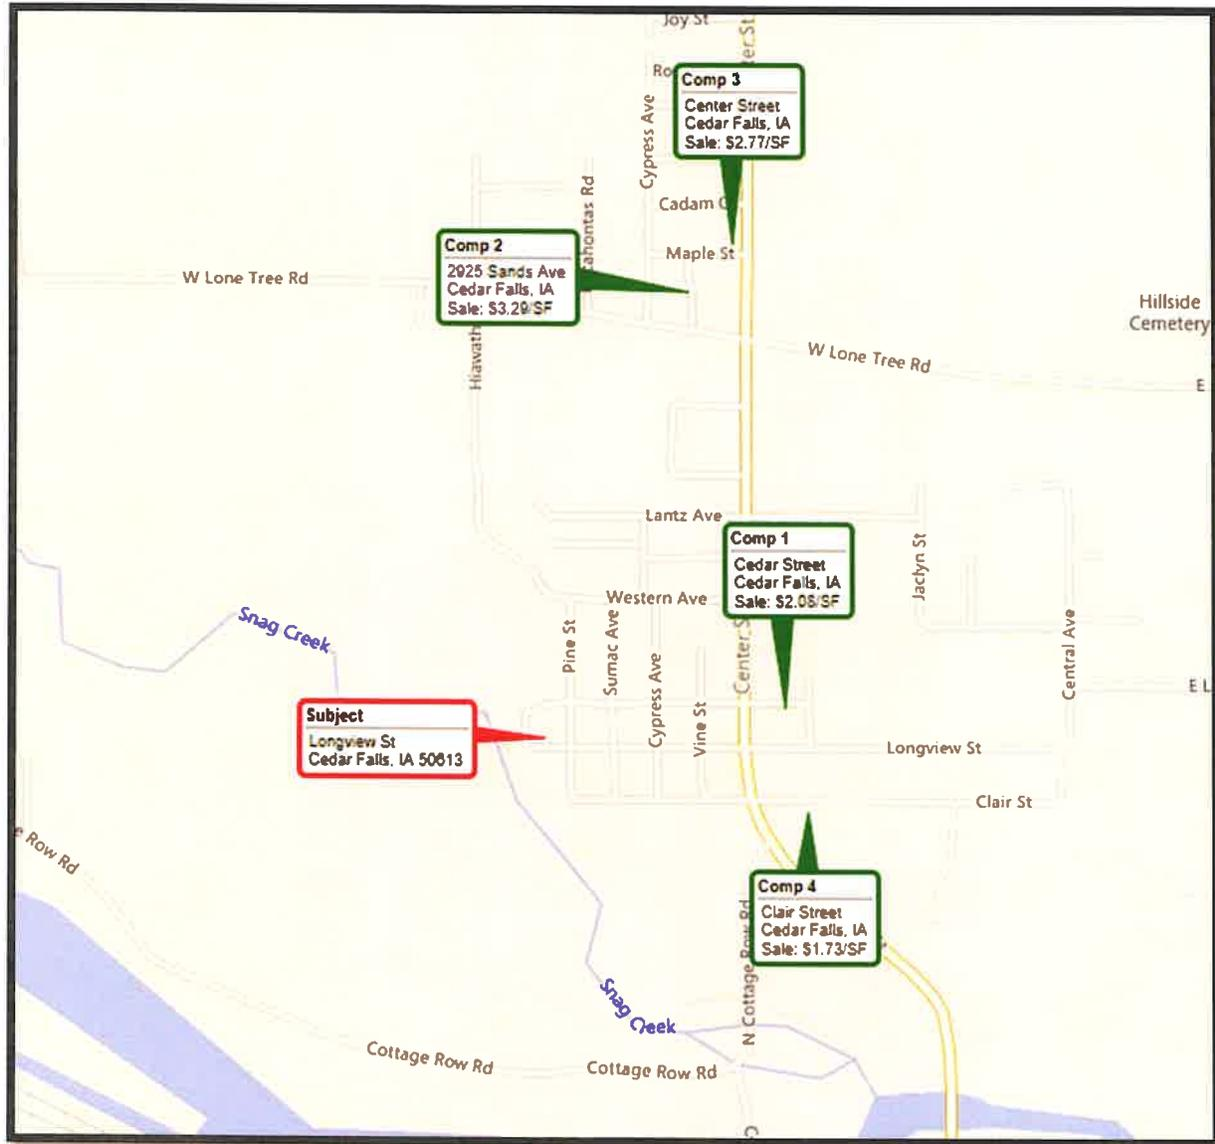 Joy St
Comp 3
Center Street
Cedar Falls, IA
Sale: $2.77/SF
Cypress Ave
Cadam
Maple St
Comp 2
2925 Sands Ave
Cedar Falls, IA
Sale: $3.29/SF
W Lone Tree Rd
Hillside
Cemetery
W Lone Tree Rd
E
Lantz Ave
Comp 1
Cedar Street
Cedar Falls, IA
Sale: $2.08/SF
Jaclyn St
Western Ave
Snag Creek
Pine St
Sumac Ave
Cypress Ave
Vine St
Center S
Central Ave
E L
Subject
Longview St
Cedar Falls, IA 50613
Longview St
Clair St
e Row Rd
Comp 4
Clair Street
Cedar Falls, IA
Sale: $1.73/SF
N Cottage Row Rd
Snag Creek
Cottage Row Rd
Cottage Row Rd